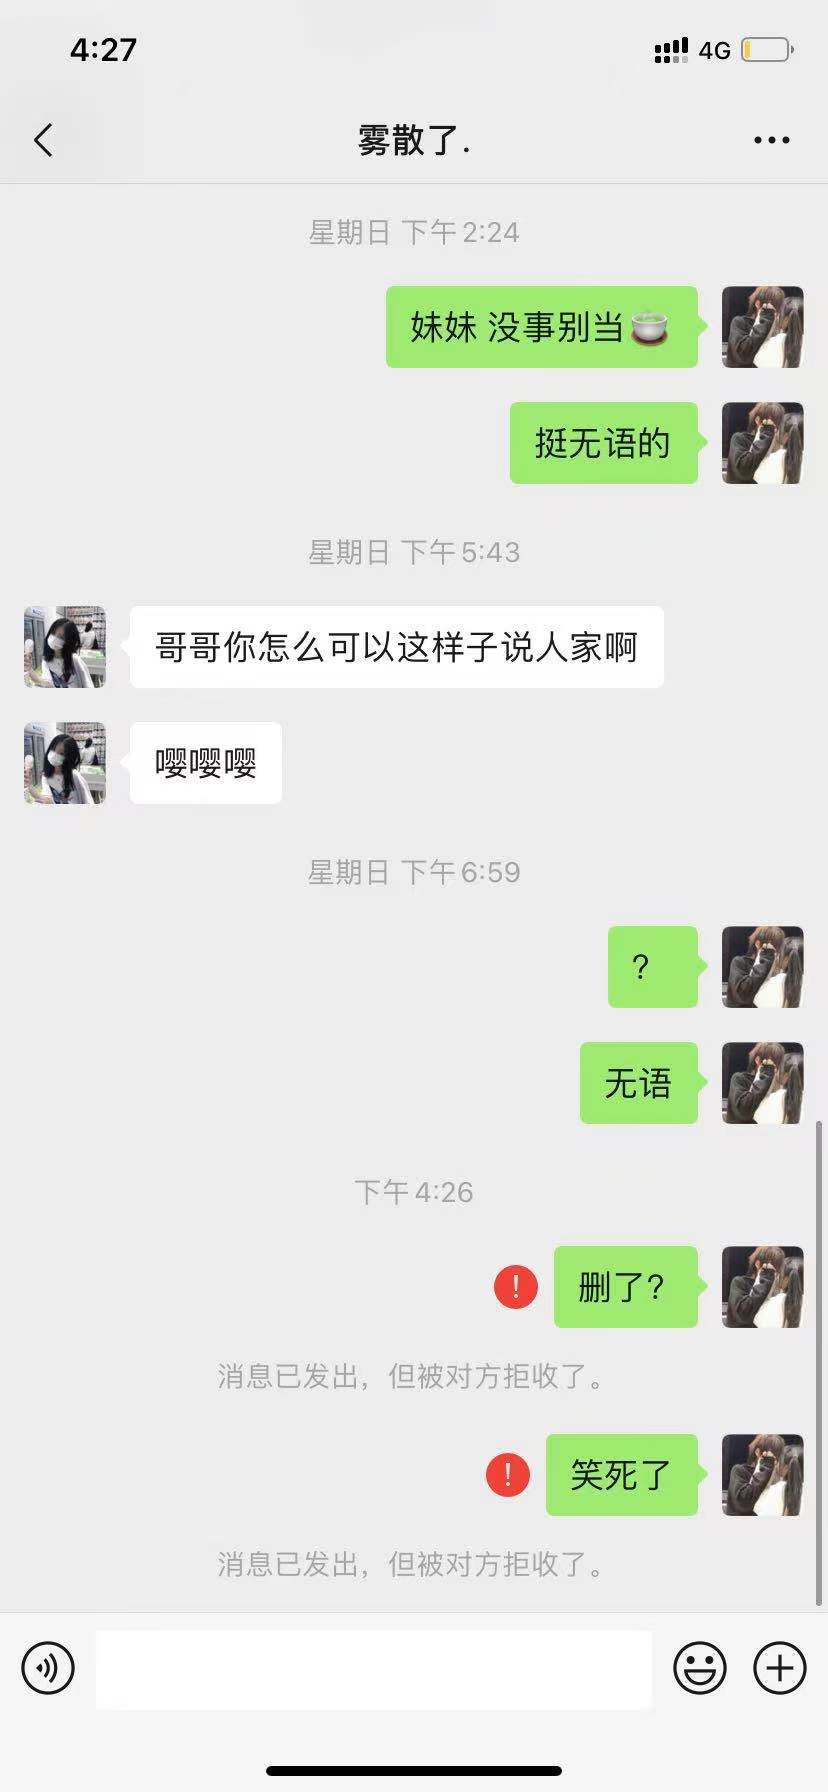 4:27
4G
雾散了.
星期日 下午2:24
妹妹 没事别当🍵
挺无语的
星期日 下午5:43
哥哥你怎么可以这样子说人家啊
嘤嘤嘤
星期日 下午6:59
?
无语
下午4:26
! 删了?
消息已发出，但被对方拒收了。
! 笑死了
消息已发出，但被对方拒收了。